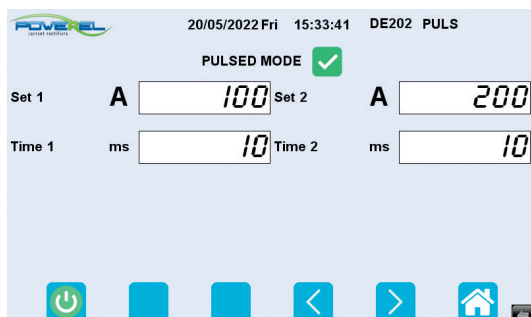 POWEREL
current rectifiers
20/05/2022 Fri 15:33:41 DE202 PULS
PULSED MODE
Set 1 A 100 Set 2 A 200
Time 1 ms 10 Time 2 ms 10